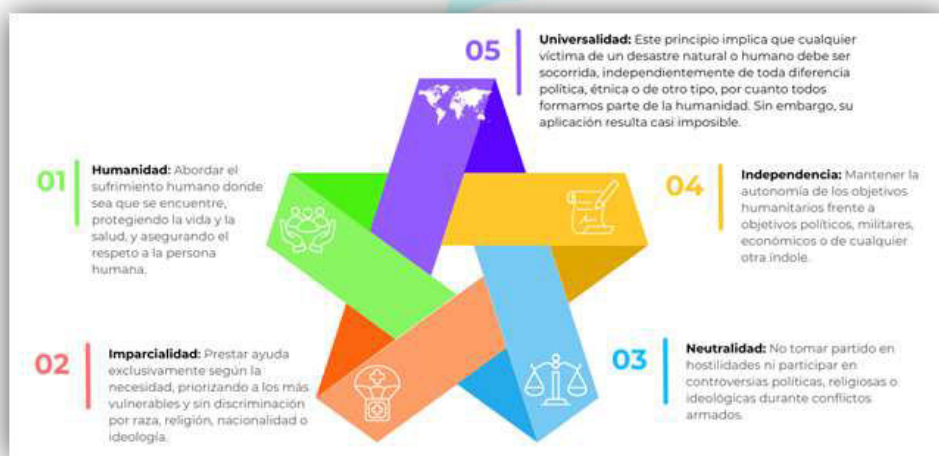 05
Universalidad: Este principio implica que cualquier
víctima de un desastre natural o humano debe ser
socorrida, independientemente de toda diferencia
política, étnica o de otro tipo, por cuanto todos
formamos parte de la humanidad. Sin embargo, su
aplicación resulta casi imposible.
01
Humanidad: Abordar el
sufrimiento humano donde
sea que se encuentre,
protegiendo la vida y la
salud, y asegurando el
respeto a la persona
humana.
04
Independencia: Mantener la
autonomía de los objetivos
humanitarios frente a
objetivos políticos, militares,
económicos o de cualquier
otra índole.
02
Imparcialidad: Prestar ayuda
exclusivamente según la
necesidad, priorizando a los más
vulnerables y sin discriminación
por raza, religión, nacionalidad o
ideología.
03
Neutralidad: No tomar partido en
hostilidades ni participar en
controversias políticas, religiosas o
ideológicas durante conflictos
armados.